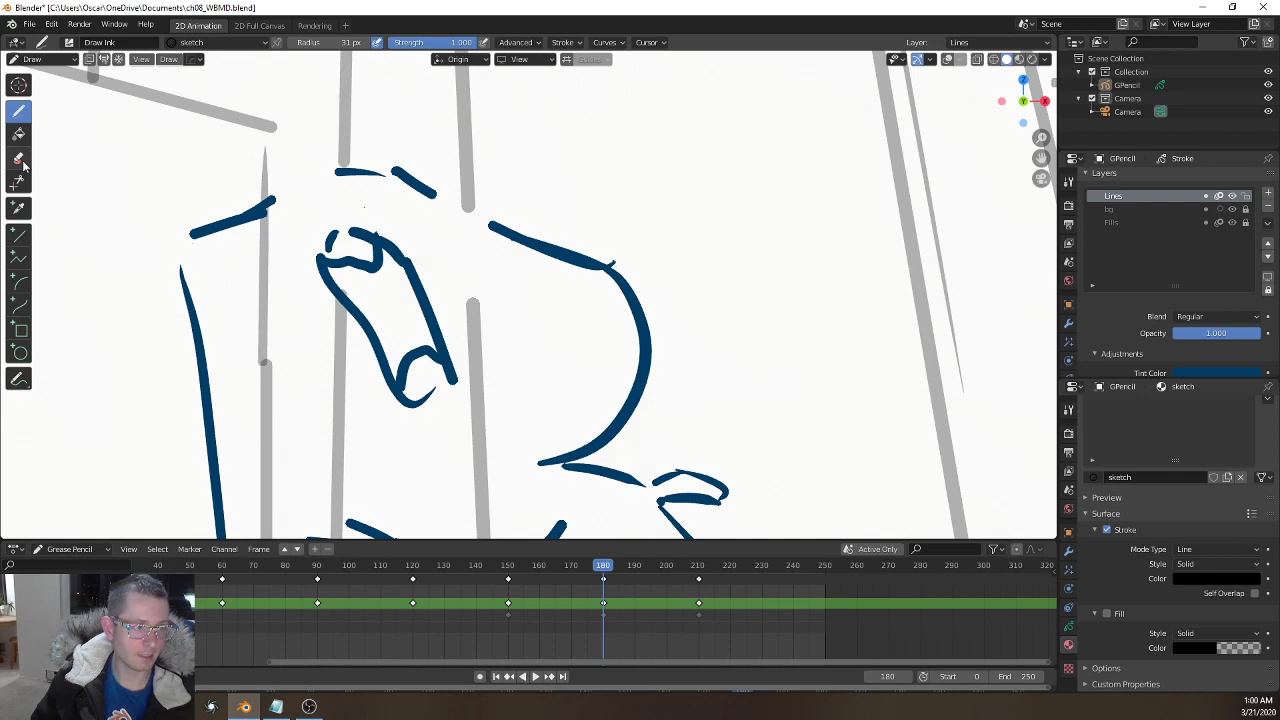 Blender* [C:\Users\Oscar\OneDrive\Documents\ch08_WBMD.blend]
File Edit Render Window Help 2D Animation 2D Full Canvas Rendering + Scene View Layer
Draw Ink sketch Radius 31 px Strength 1.000 Advanced Stroke Curves Cursor Layer: Lines
Draw View Draw Origin View Guides
Scene Collection
Collection
GPencil
Camera
Camera
Z
Y
X
GPencil Stroke
Layers
Lines
bg
Fills
Blend Regular
Opacity 1.000
Adjustments
Tint Color
GPencil sketch
sketch
Preview
Surface
Stroke
Mode Type Line
Style Solid
Color
Self Overlap
Fill
Style Solid
Color
Options
Custom Properties
Grease Pencil View Select Marker Channel Frame Active Only
40 50 60 70 80 90 100 110 120 130 140 150 160 170 180 190 200 210 220 230 240 250 260 270 280 290 300 310 320
180 Start 0 End 250
1:00 AM
3/21/2020